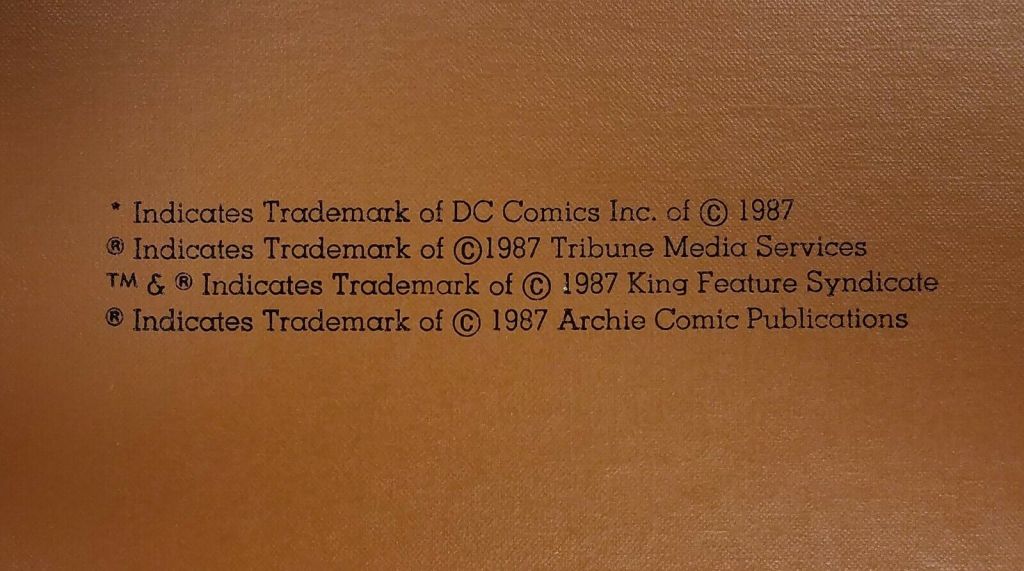 * Indicates Trademark of DC Comics Inc. of © 1987
® Indicates Trademark of ©1987 Tribune Media Services
™ & ® Indicates Trademark of © 1987 King Feature Syndicate
® Indicates Trademark of © 1987 Archie Comic Publications